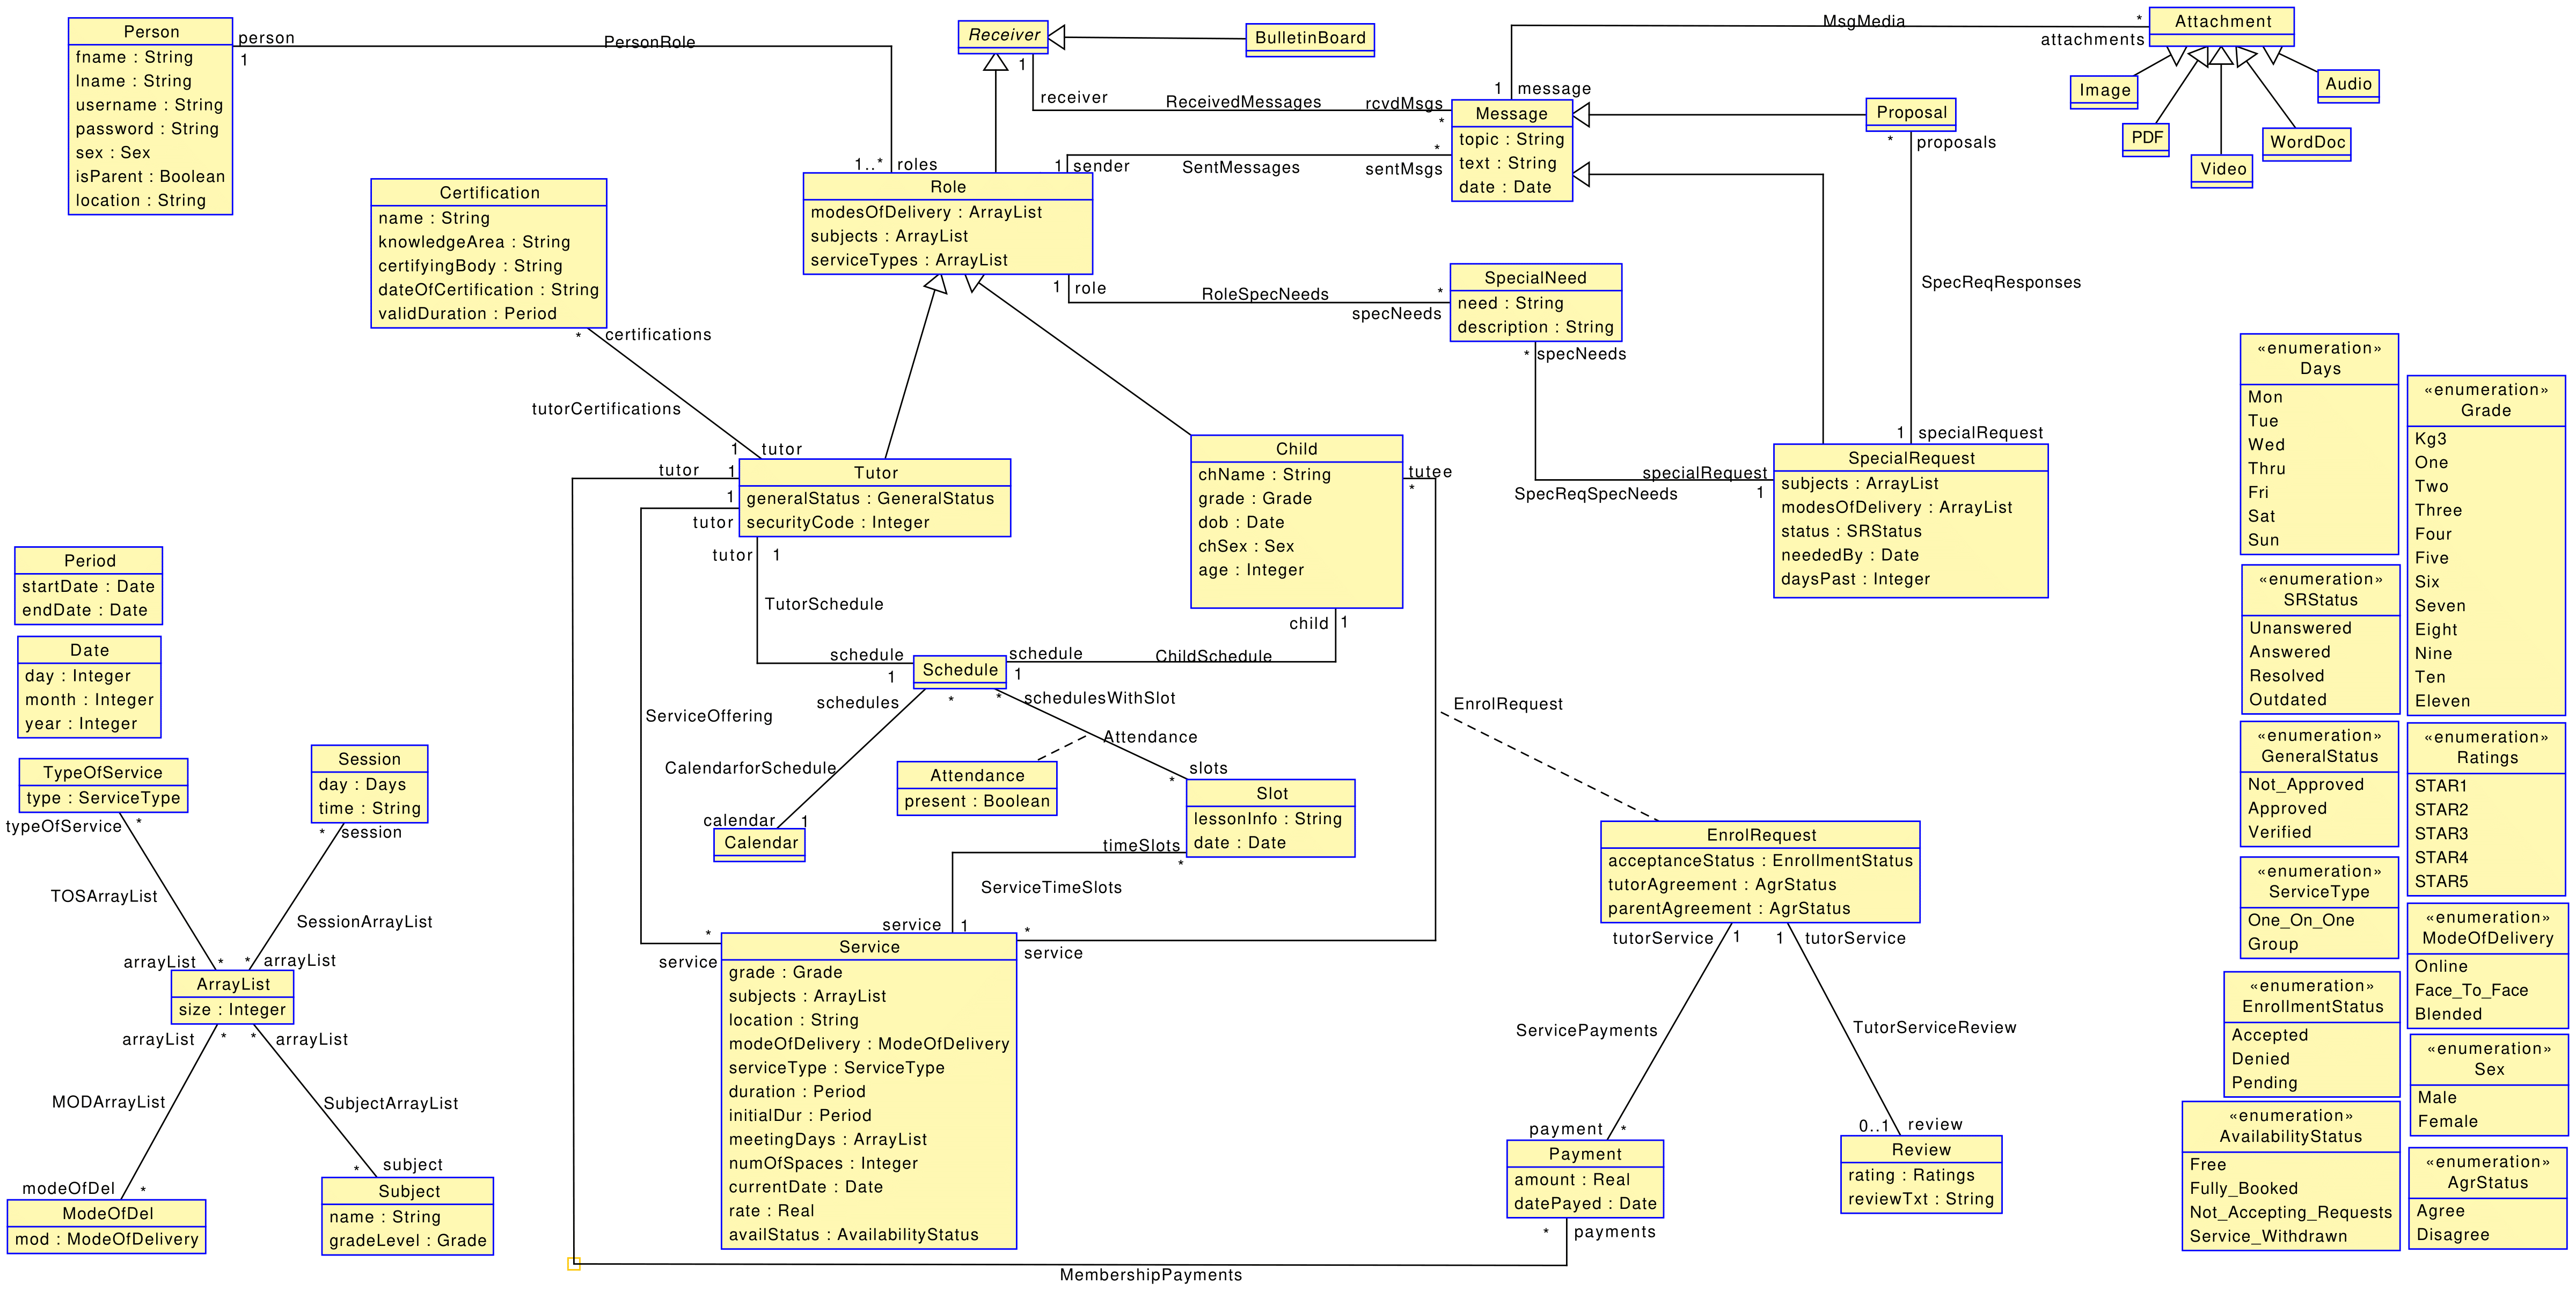 Person
fname : String
lname : String
username : String
password : String
sex : Sex
isParent : Boolean
location : String
person
1
PersonRole
1..*
roles
Receiver
1
receiver
BulletinBoard
ReceivedMessages
rcvdMsgs
*
1
sender
SentMessages
*
sentMsgs
MsgMedia
*
attachments
1
message
Attachment
Image
PDF
Video
WordDoc
Audio
Message
topic : String
text : String
date : Date
Proposal
*
proposals
SpecReqResponses
1
specialRequest
Certification
name : String
knowledgeArea : String
certifyingBody : String
dateOfCertification : String
validDuration : Period
*
certifications
tutorCertifications
1
tutor
Role
modesOfDelivery : ArrayList
subjects : ArrayList
serviceTypes : ArrayList
1
role
RoleSpecNeeds
*
specNeeds
SpecialNeed
need : String
description : String
*
specNeeds
specialRequest
SpecReqSpecNeeds
1
SpecialRequest
subjects : ArrayList
modesOfDelivery : ArrayList
status : SRStatus
neededBy : Date
daysPast : Integer
tutor
1
1
tutor
Tutor
generalStatus : GeneralStatus
securityCode : Integer
tutor
1
TutorSchedule
schedule
1
Child
chName : String
grade : Grade
dob : Date
chSex : Sex
age : Integer
tutee
*
child
1
schedule
1
ChildSchedule
Schedule
schedules
*
*
schedulesWithSlot
CalendarforSchedule
calendar
1
Calendar
Attendance
Attendance
present : Boolean
slots
*
Slot
lessonInfo : String
date : Date
timeSlots
*
ServiceTimeSlots
service
1
ServiceOffering
*
service
*
service
EnrolRequest
EnrolRequest
acceptanceStatus : EnrollmentStatus
tutorAgreement : AgrStatus
parentAgreement : AgrStatus
tutorService
1
1
tutorService
ServicePayments
TutorServiceReview
payment
*
0..1
review
Payment
amount : Real
datePayed : Date
*
payments
MembershipPayments
Review
rating : Ratings
reviewTxt : String
Service
grade : Grade
subjects : ArrayList
location : String
modeOfDelivery : ModeOfDelivery
serviceType : ServiceType
duration : Period
initialDur : Period
meetingDays : ArrayList
numOfSpaces : Integer
currentDate : Date
rate : Real
availStatus : AvailabilityStatus
Period
startDate : Date
endDate : Date
Date
day : Integer
month : Integer
year : Integer
TypeOfService
type : ServiceType
typeOfService
*
TOSArrayList
arrayList
*
Session
day : Days
time : String
*
session
SessionArrayList
*
arrayList
ArrayList
size : Integer
arrayList
*
*
arrayList
MODArrayList
SubjectArrayList
modeOfDel
*
*
subject
ModeOfDel
mod : ModeOfDelivery
Subject
name : String
gradeLevel : Grade
«enumeration»
Days
Mon
Tue
Wed
Thru
Fri
Sat
Sun
«enumeration»
Grade
Kg3
One
Two
Three
Four
Five
Six
Seven
Eight
Nine
Ten
Eleven
«enumeration»
SRStatus
Unanswered
Answered
Resolved
Outdated
«enumeration»
GeneralStatus
Not_Approved
Approved
Verified
«enumeration»
Ratings
STAR1
STAR2
STAR3
STAR4
STAR5
«enumeration»
ServiceType
One_On_One
Group
«enumeration»
ModeOfDelivery
Online
Face_To_Face
Blended
«enumeration»
EnrollmentStatus
Accepted
Denied
Pending
«enumeration»
Sex
Male
Female
«enumeration»
AvailabilityStatus
Free
Fully_Booked
Not_Accepting_Requests
Service_Withdrawn
«enumeration»
AgrStatus
Agree
Disagree